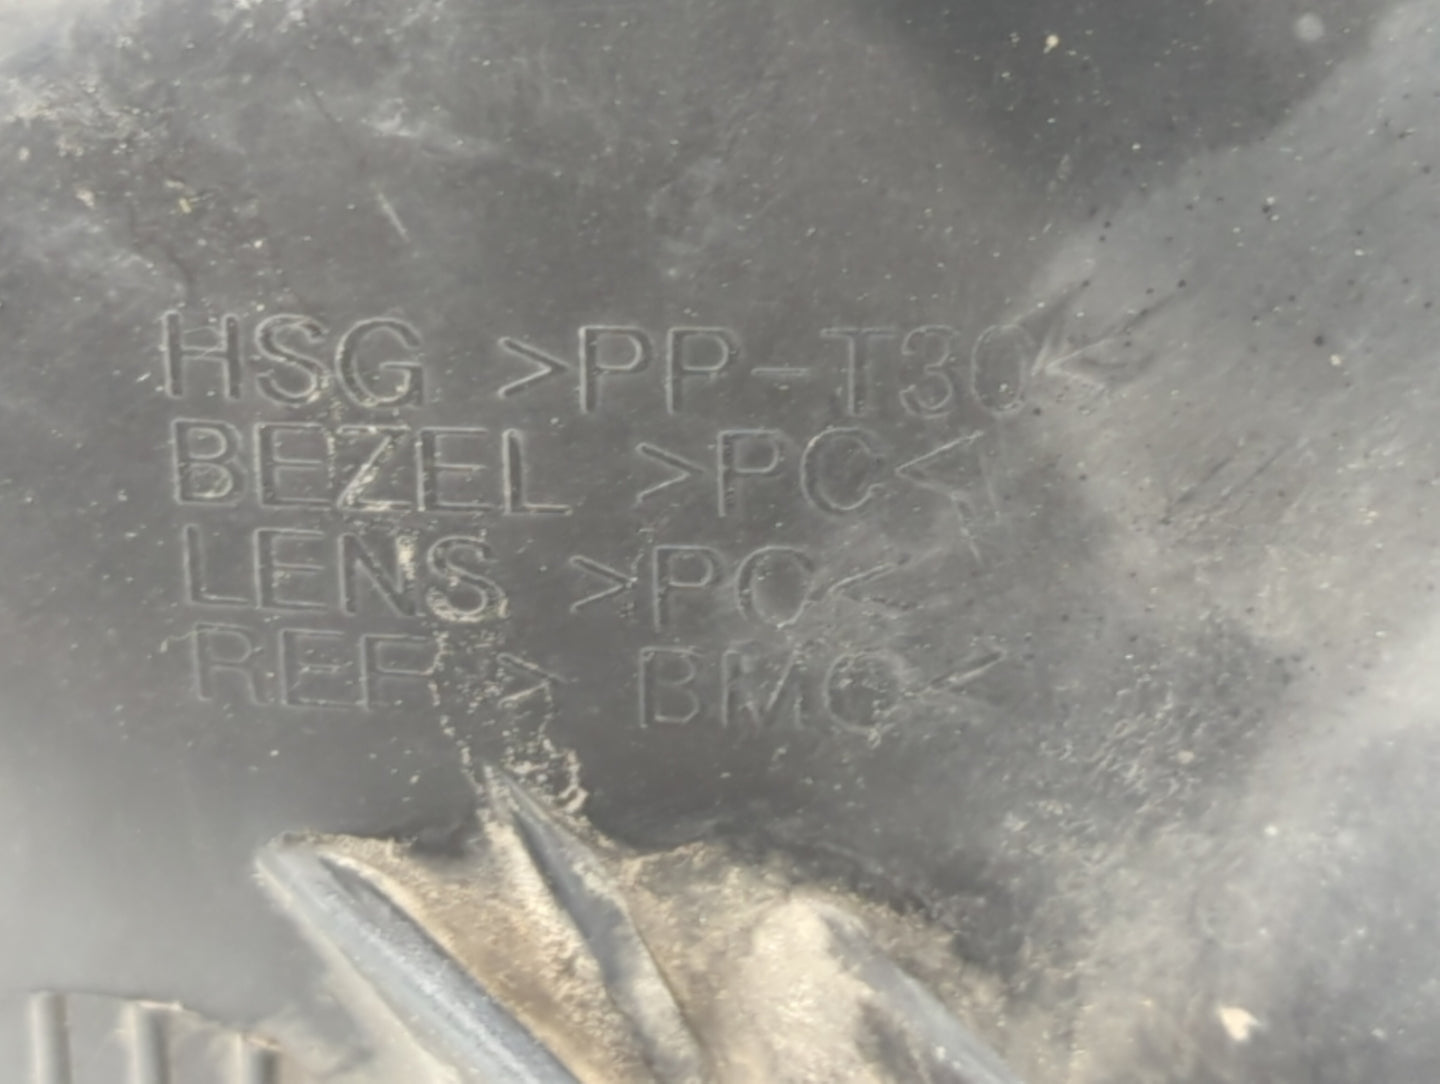 HSG >PP-T30<
BEZEL >PC<
LENS >PC<
REF > BMC<